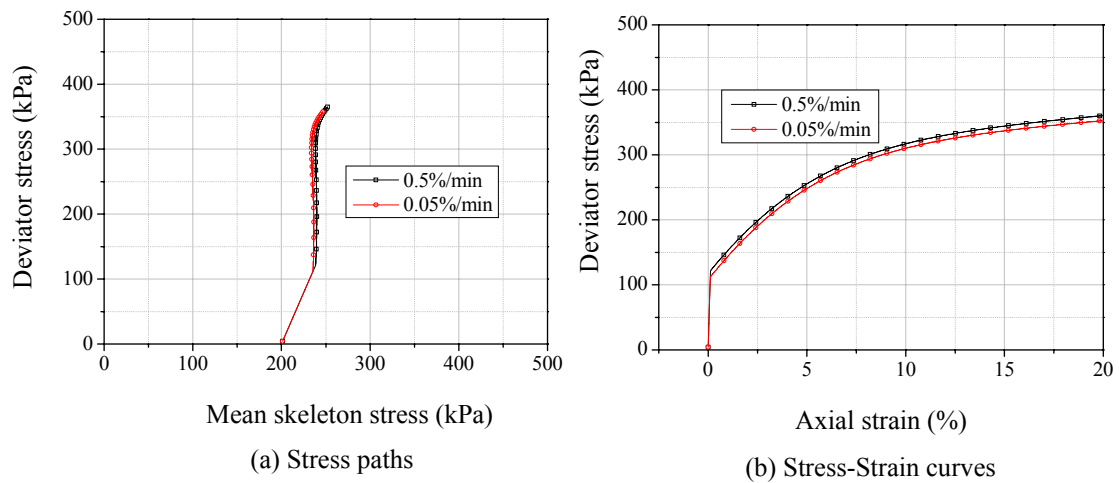 500
400
300
200
100
0
Deviator stress (kPa)
0.5%/min
0.05%/min
0 100 200 300 400 500
Mean skeleton stress (kPa)
(a) Stress paths
500
400
300
200
100
0
Deviator stress (kPa)
0.5%/min
0.05%/min
0 5 10 15 20
Axial strain (%)
(b) Stress-Strain curves